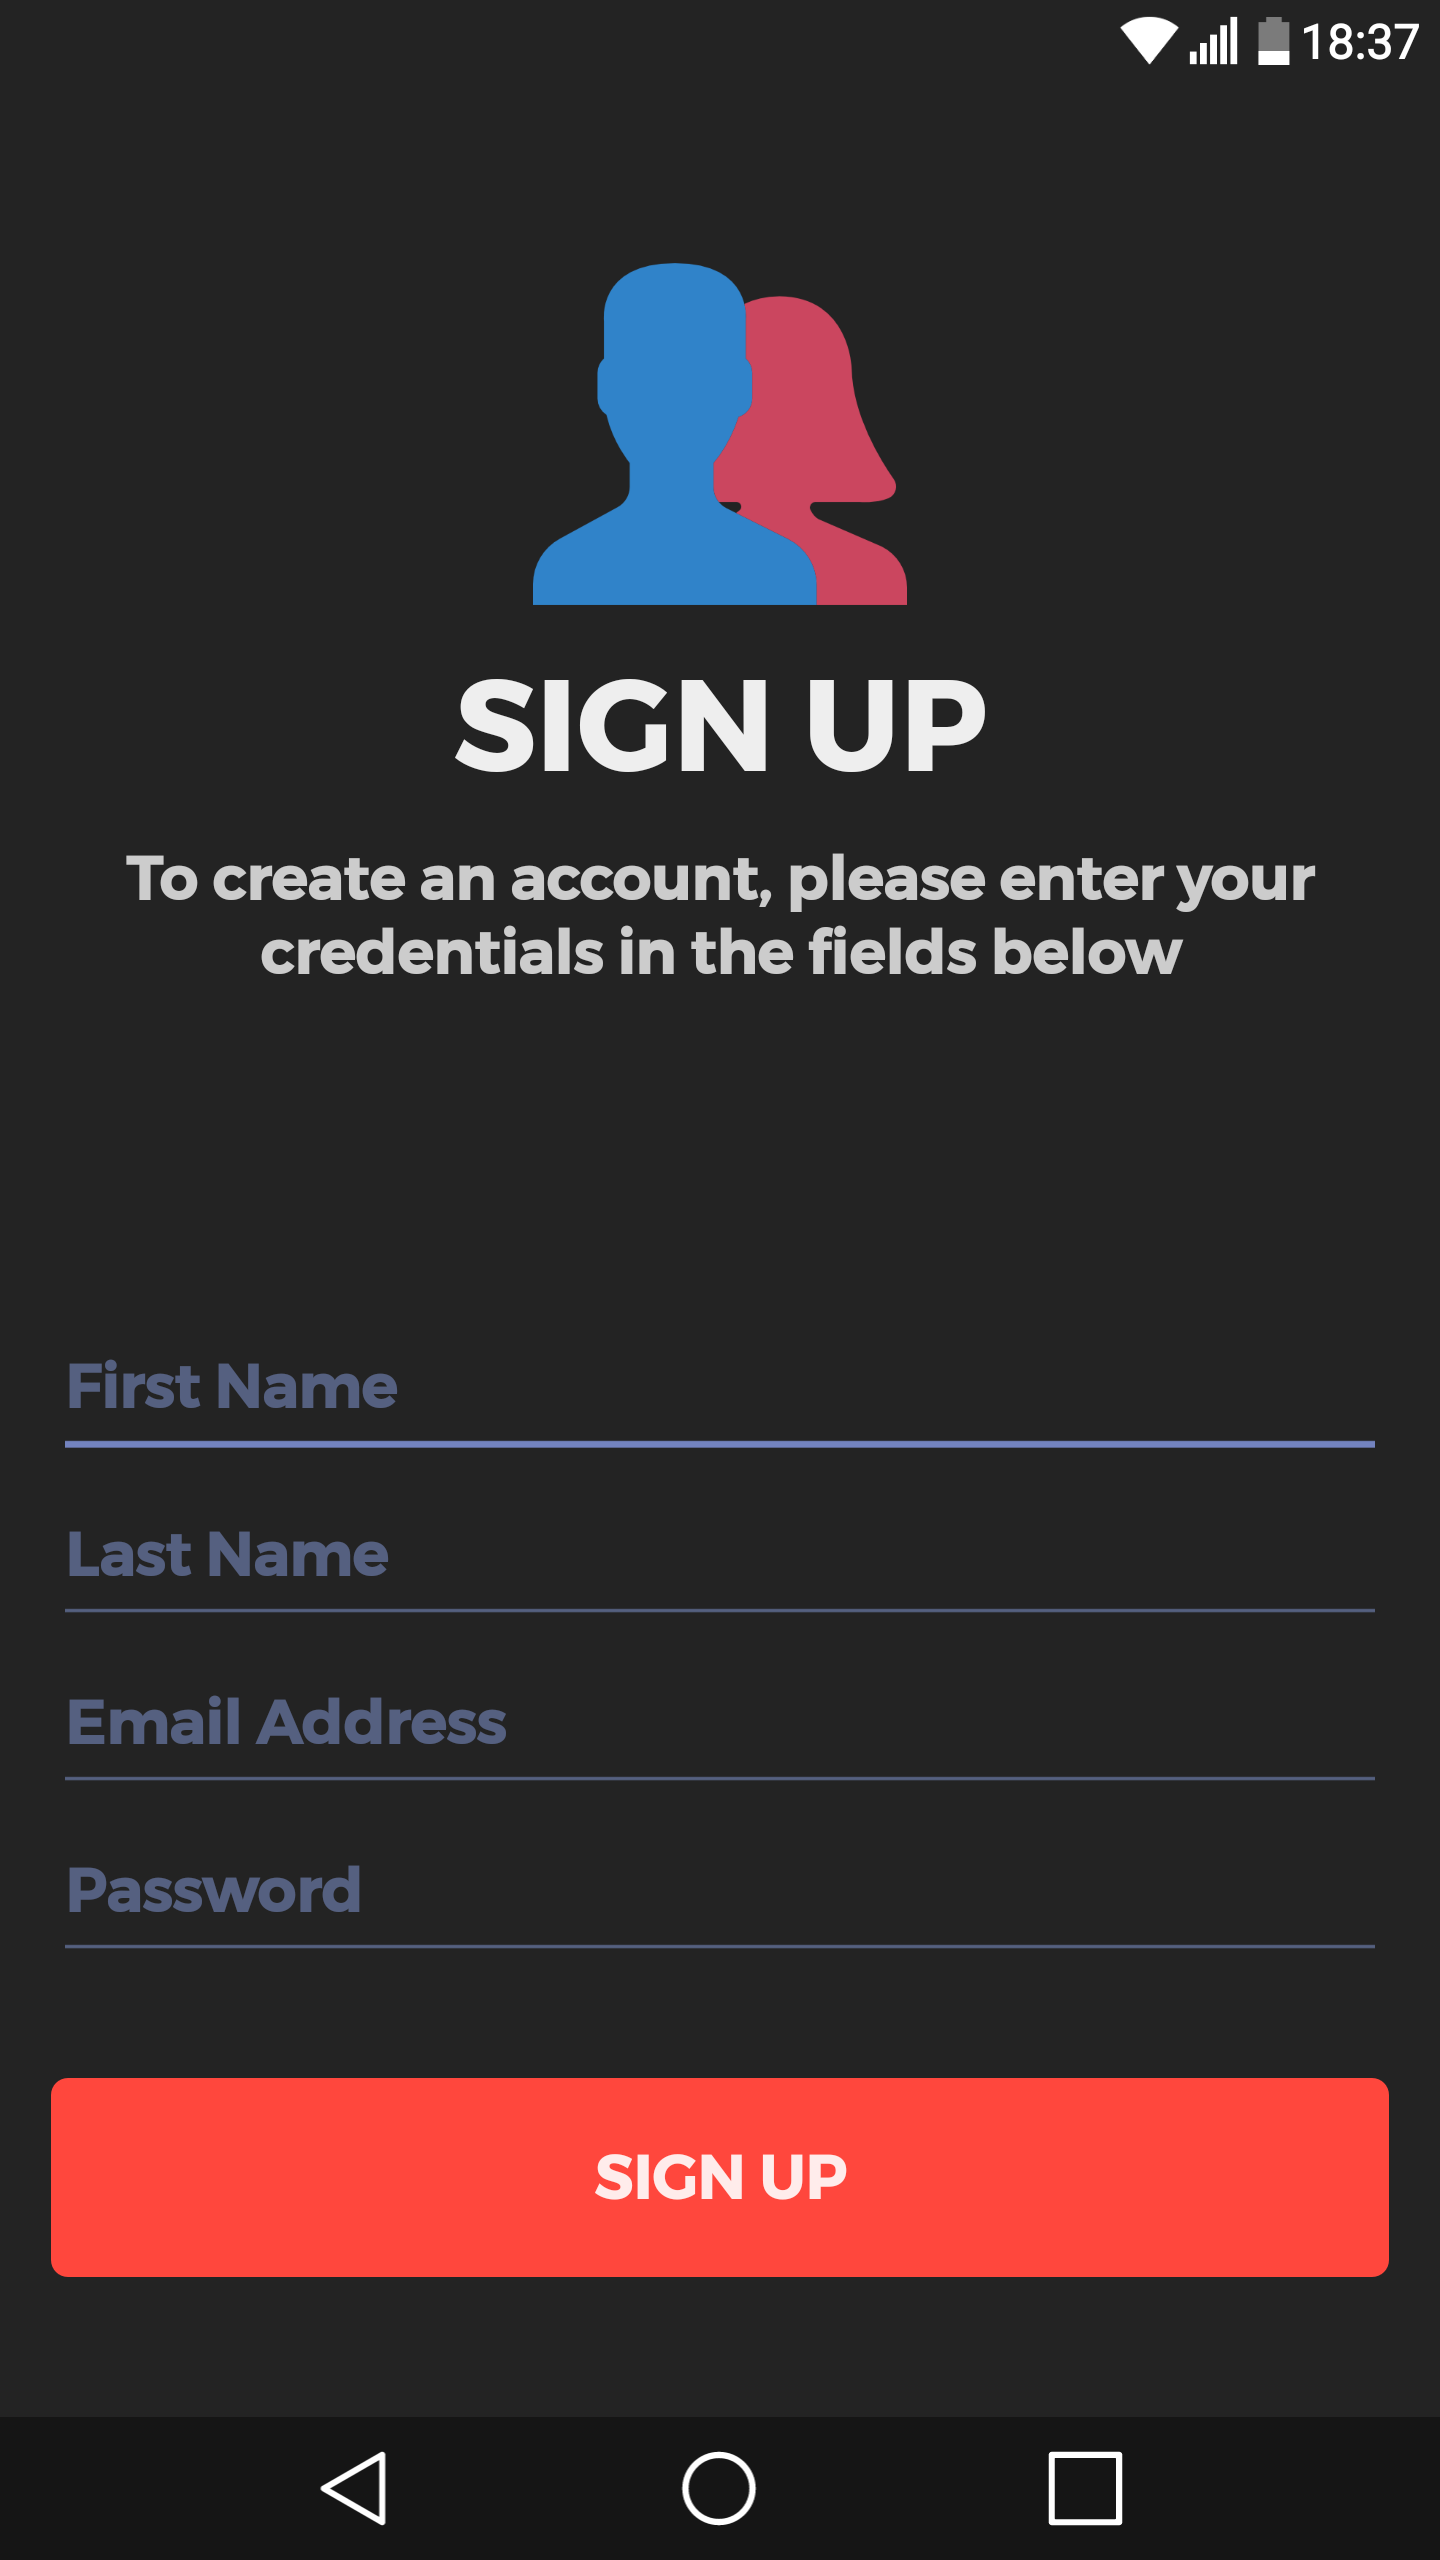 18:37
SIGN UP
To create an account, please enter your
credentials in the fields below
First Name
Last Name
Email Address
Password
SIGN UP